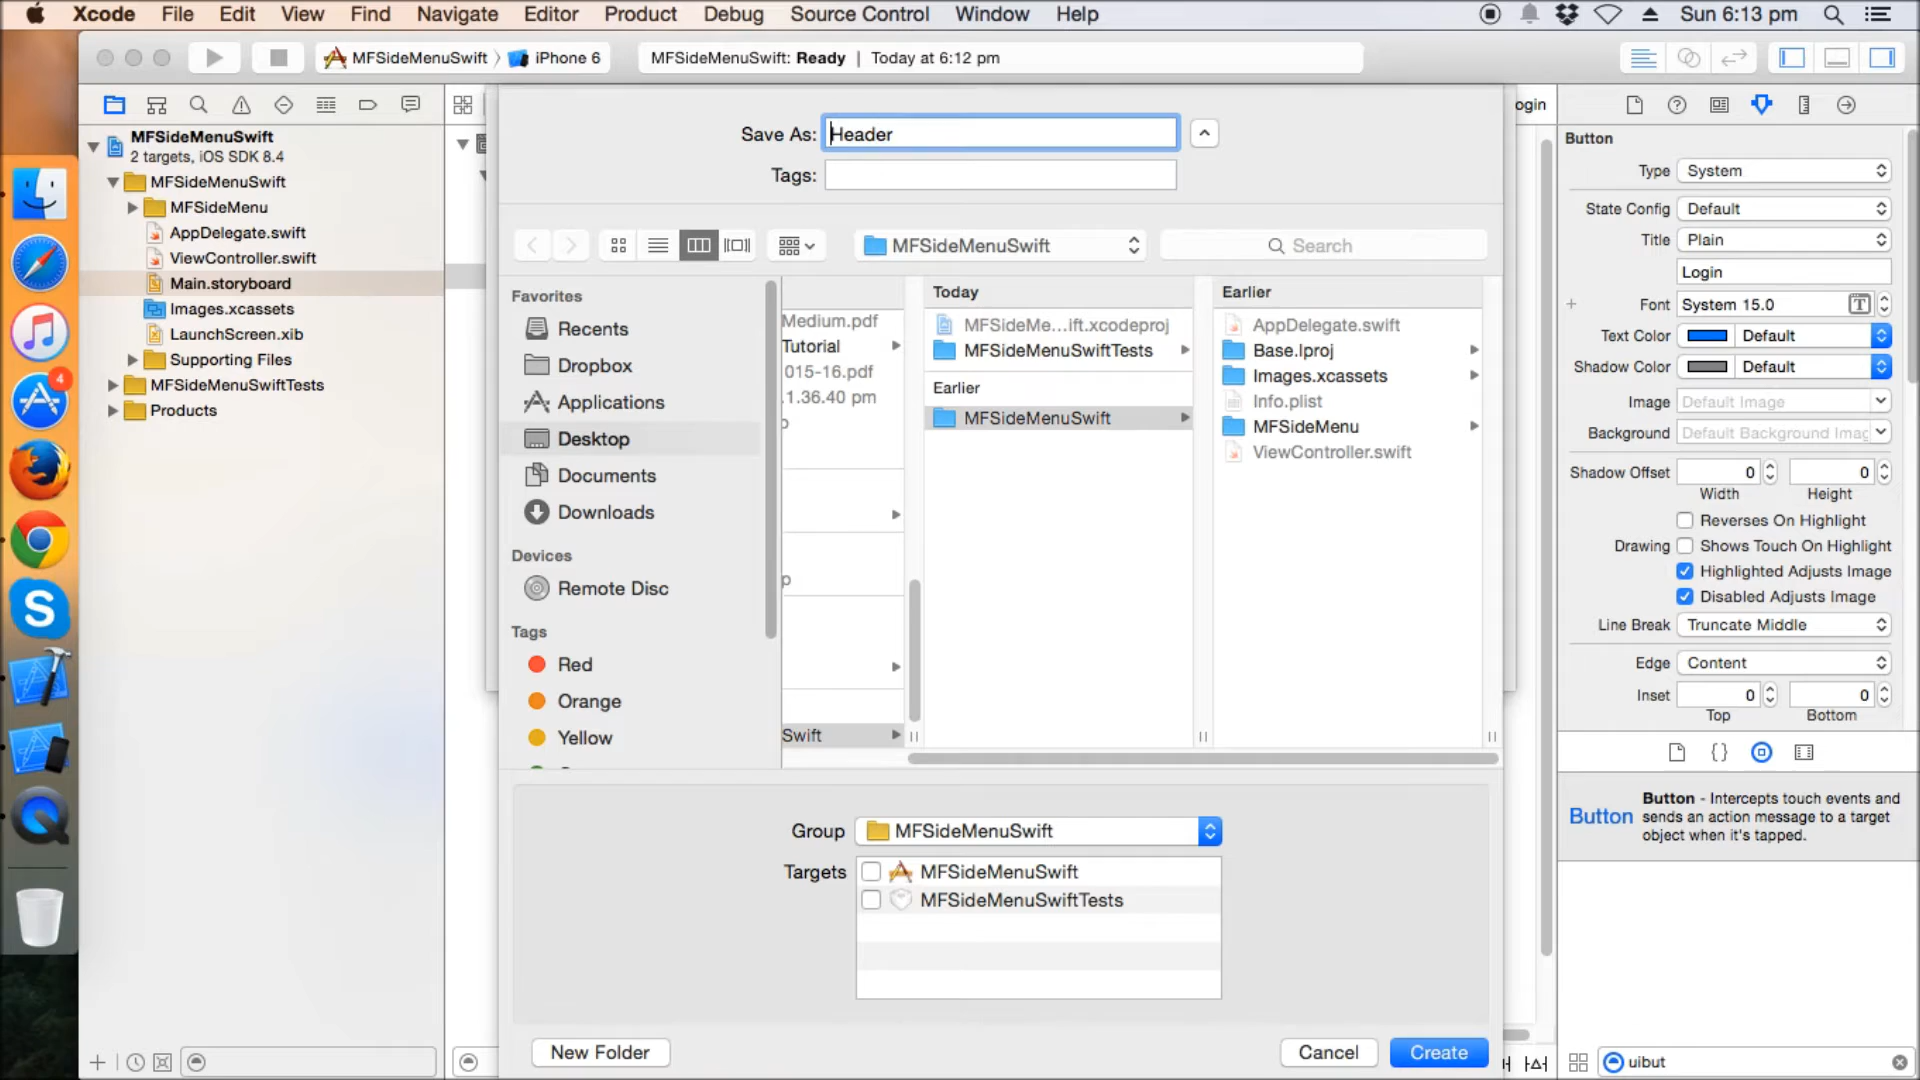 Xcode File Edit View Find Navigate Editor Product Debug Source Control Window Help Sun 6:13 pm
MFSideMenuSwift iPhone 6 MFSideMenuSwift: Ready Today at 6:12 pm
MFSideMenuSwift
2 targets, iOS SDK 8.4
MFSideMenuSwift
MFSideMenu
AppDelegate.swift
ViewController.swift
Main.storyboard
Images.xcassets
LaunchScreen.xib
Supporting Files
MFSideMenuSwiftTests
Products
4
S
Save As: Header
Tags:
MFSideMenuSwift
Search
Favorites
Recents
Dropbox
Applications
Desktop
Documents
Downloads
Devices
Remote Disc
Tags
Red
Orange
Yellow
Medium.pdf
Tutorial
015-16.pdf
.1.36.40 pm
p
Swift
Today
MFSideMe...ift.xcodeproj
MFSideMenuSwiftTests
Earlier
MFSideMenuSwift
Earlier
AppDelegate.swift
Base.lproj
Images.xcassets
Info.plist
MFSideMenu
ViewController.swift
Group MFSideMenuSwift
Targets MFSideMenuSwift
MFSideMenuSwiftTests
New Folder Cancel Create
ogin
Button
Type System
State Config Default
Title Plain
Login
Font System 15.0
Text Color Default
Shadow Color Default
Image Default Image
Background Default Background Imag
Shadow Offset 0 0
Width Height
Reverses On Highlight
Drawing Shows Touch On Highlight
Highlighted Adjusts Image
Disabled Adjusts Image
Line Break Truncate Middle
Edge Content
Inset 0 0
Top Bottom
Button Button - Intercepts touch events and
sends an action message to a target
object when it's tapped.
uibut